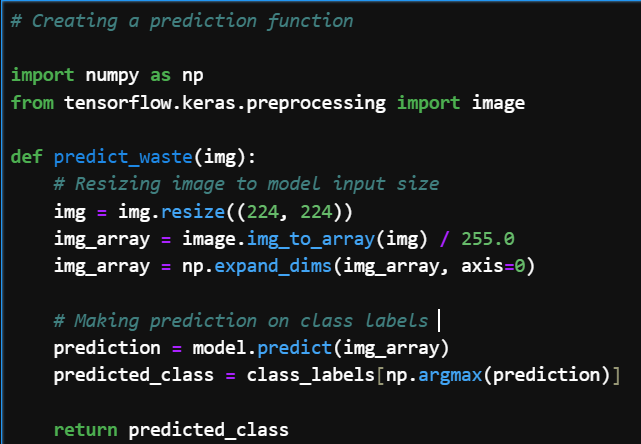 # Creating a prediction function
import numpy as np
from tensorflow.keras.preprocessing import image
def predict_waste(img):
    # Resizing image to model input size
    img = img.resize((224, 224))
    img_array = image.img_to_array(img) / 255.0
    img_array = np.expand_dims(img_array, axis=0)
    # Making prediction on class labels
    prediction = model.predict(img_array)
    predicted_class = class_labels[np.argmax(prediction)]
    return predicted_class